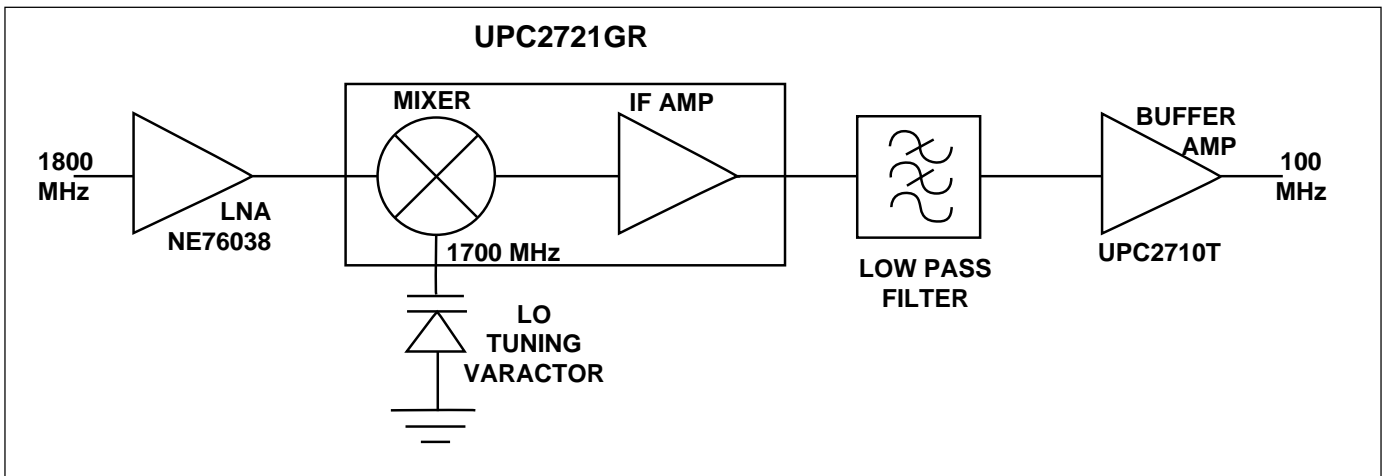 UPC2721GR
1800
MHz
LNA
NE76038
MIXER
1700 MHz
IF AMP
LO
TUNING
VARACTOR
LOW PASS
FILTER
BUFFER
AMP
UPC2710T
100
MHz